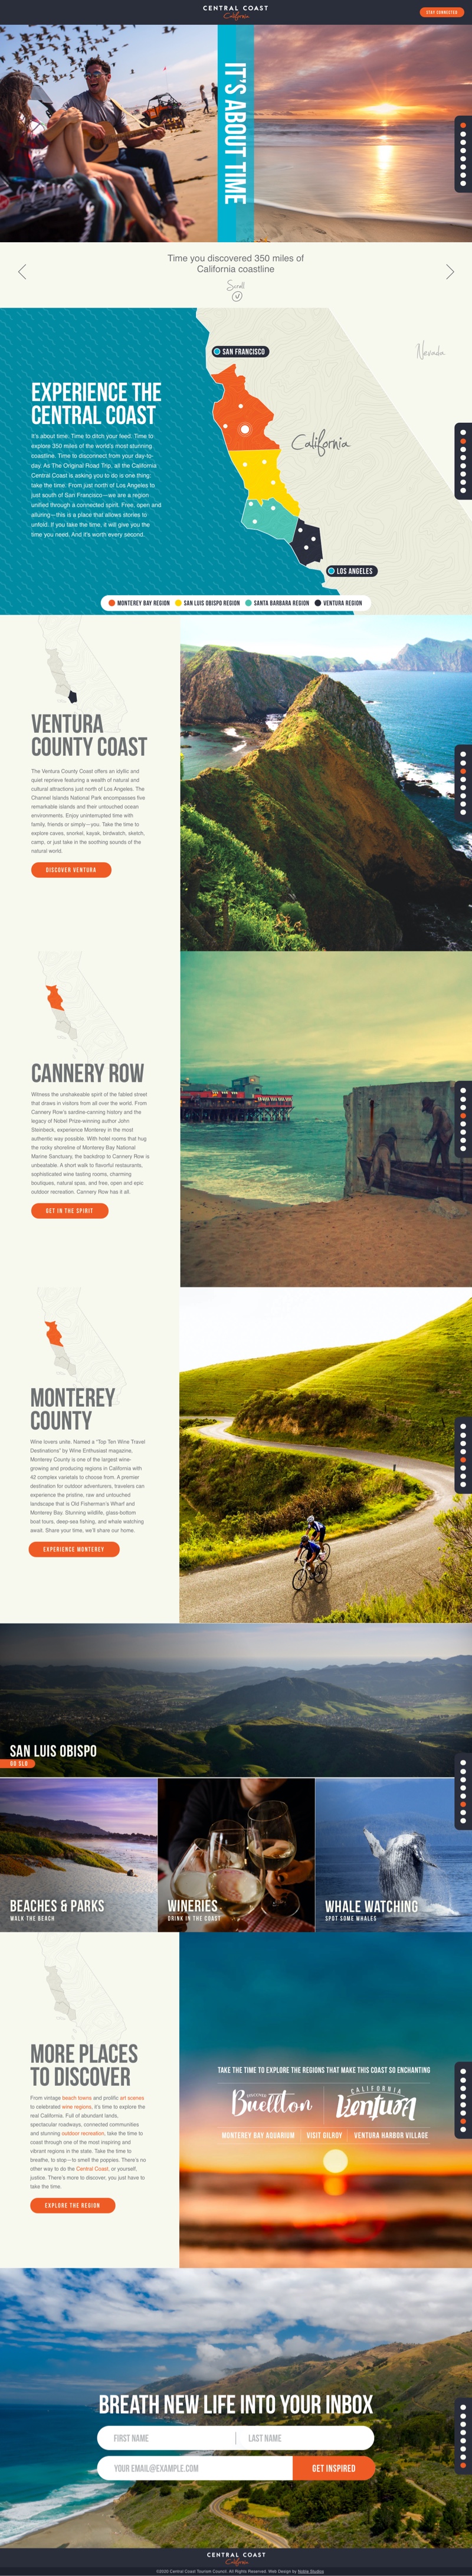 CENTRAL COAST
California
STAY CONNECTED
IT'S ABOUT TIME
Time you discovered 350 miles of
California coastline
Scroll
SAN FRANCISCO
Nevada
EXPERIENCE THE
CENTRAL COAST
California
It's about time. Time to ditch your feed. Time to
explore 350 miles of the world's most stunning
coastline. Time to disconnect from your day-to-
day. As The Original Road Trip, all the California
Central Coast is asking you to do is one thing:
take the time. From just north of Los Angeles to
just south of San Francisco—we are a region
unified through a connected spirit. Free, open and
alluring—this is a place that allows stories to
unfold. If you take the time, it will give you the
time you need. And it's worth every second.
LOS ANGELES
MONTEREY BAY REGION
SAN LUIS OBISPO REGION
SANTA BARBARA REGION
VENTURA REGION
VENTURA
COUNTY COAST
The Ventura County Coast offers an idyllic and
quiet reprieve featuring a wealth of natural and
cultural attractions just north of Los Angeles. The
Channel Islands National Park encompasses five
remarkable islands and their untouched ocean
environments. Enjoy uninterrupted time with
family, friends or simply—you. Take the time to
explore caves, snorkel, kayak, birdwatch, sketch,
camp, or just take in the soothing sounds of the
natural world.
DISCOVER VENTURA
CANNERY ROW
Witness the unshakeable spirit of the fabled street
that draws in visitors from all over the world. From
Cannery Row's sardine-canning history and the
legacy of Nobel Prize-winning author John
Steinbeck, experience Monterey in the most
authentic way possible. With hotel rooms that hug
the rocky shoreline of Monterey Bay National
Marine Sanctuary, the backdrop to Cannery Row is
unbeatable. A short walk to flavorful restaurants,
sophisticated wine tasting rooms, charming
boutiques, natural spas, and free, open and epic
outdoor recreation. Cannery Row has it all.
GET IN THE SPIRIT
MONTEREY
COUNTY
Wine lovers unite. Named a "Top Ten Wine Travel
Destinations" by Wine Enthusiast magazine,
Monterey County is one of the largest wine-
growing and producing regions in California with
42 complex varietals to choose from. A premier
destination for outdoor adventurers, travelers can
experience the pristine, raw and untouched
landscape that is Old Fisherman's Wharf and
Monterey Bay. Stunning wildlife, glass-bottom
boat tours, deep-sea fishing, and whale watching
await. Share your time, we'll share our home.
EXPERIENCE MONTEREY
SAN LUIS OBISPO
GO SLO
BEACHES & PARKS
WALK THE BEACH
WINERIES
DRINK IN THE COAST
WHALE WATCHING
SPOT SOME WHALES
MORE PLACES
TO DISCOVER
From vintage beach towns and prolific art scenes
to celebrated wine regions, it's time to explore the
real California. Full of abundant lands,
spectacular roadways, connected communities
and stunning outdoor recreation, take the time to
coast through one of the most inspiring and
vibrant regions in the state. Take the time to
breathe, to stop—to smell the poppies. There's no
other way to do the Central Coast, or yourself,
justice. There's more to discover, you just have to
take the time.
EXPLORE THE REGION
TAKE THE TIME TO EXPLORE THE REGIONS THAT MAKE THIS COAST SO ENCHANTING
DISCOVER
Buellton
CALIFORNIA
Ventura
MONTEREY BAY AQUARIUM
VISIT GILROY
VENTURA HARBOR VILLAGE
BREATH NEW LIFE INTO YOUR INBOX
FIRST NAME
LAST NAME
YOUR EMAIL@EXAMPLE.COM
GET INSPIRED
CENTRAL COAST
California
©2020 Central Coast Tourism Council. All Rights Reserved. Web Design by Noble Studios